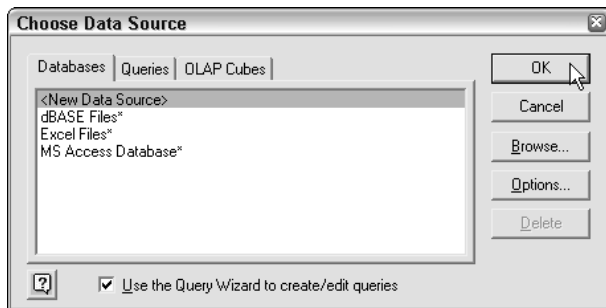 Choose Data Source
Databases
Queries
OLAP Cubes
<New Data Source>
dBASE Files*
Excel Files*
MS Access Database*
OK
Cancel
Browse...
Options...
Delete
?
Use the Query Wizard to create/edit queries